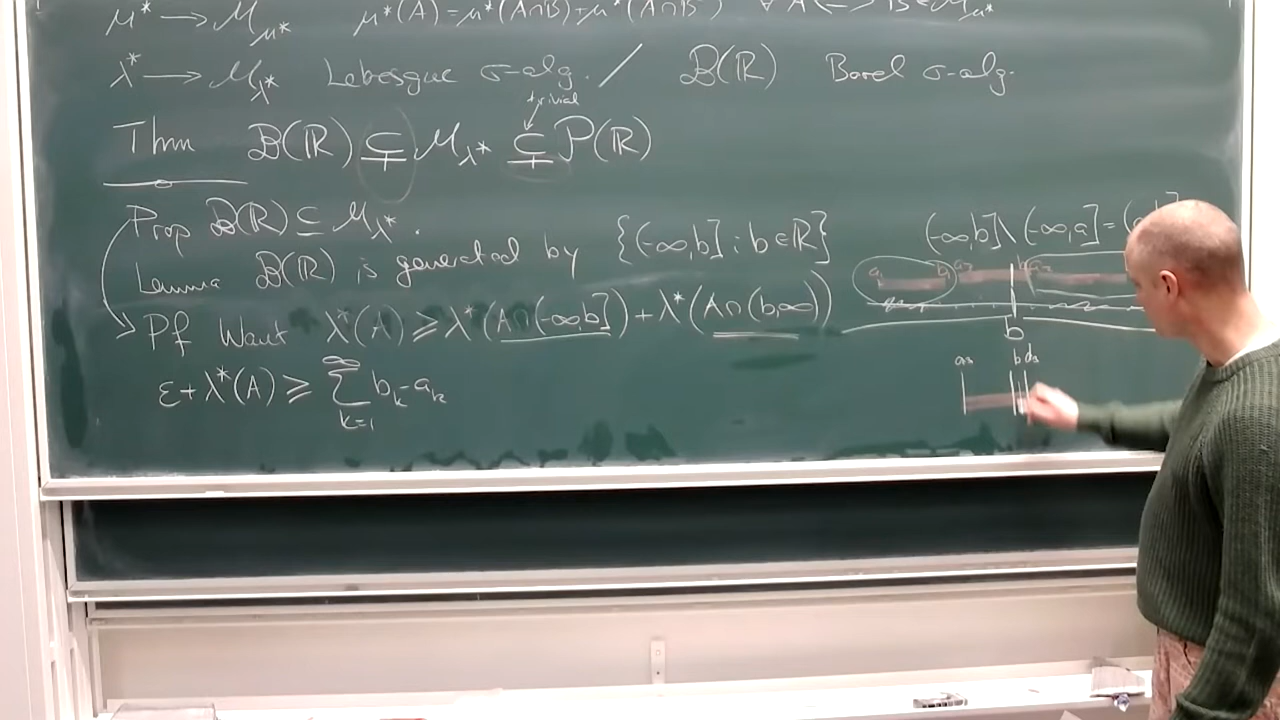 μ* → M_μ* μ*(A) = μ*(A∩B) + μ*(A∩B^c) ∀A ⟺ B∈M_μ*
λ* → M_λ* Lebesgue σ-alg. / B(ℝ) Borel σ-alg.
trivial
Thm B(ℝ) ⊊ M_λ* ⊊ P(ℝ)
Prop B(ℝ) ⊆ M_λ*.
Lemma B(ℝ) is generated by {(-∞,b] : b∈ℝ}
(-∞,b] \ (-∞,a] =
Pf Want λ*(A) ≥ λ*(A∩(-∞,b]) + λ*(A∩(b,∞))
b
ε + λ*(A) ≥ ∑_{k=1}^∞ b_k - a_k